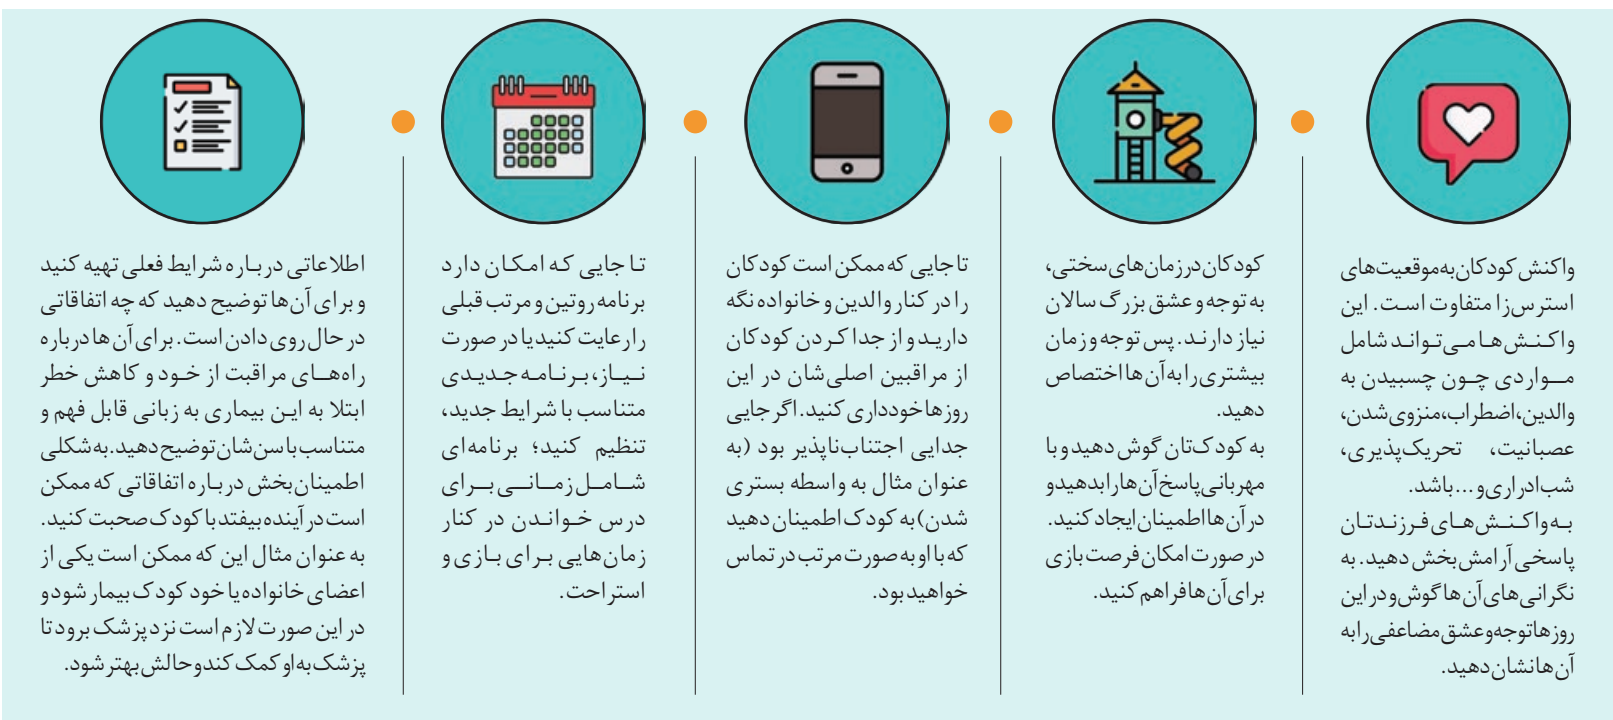 واکنش کودکان به موقعیت‌های
استرس‌زا متفاوت است. این
واکنش‌ها می‌تواند شامل
مواردی چون چسبیدن به
والدین، اضطراب، منزوی شدن،
عصبانیت، تحریک‌پذیری،
شب‌ادراری و... باشد.
به واکنش‌های فرزندتان
پاسخی آرامش‌بخش دهید. به
نگرانی‌های آن‌ها گوش و در این
روزها توجه و عشق مضاعفی را به
آن‌ها نشان دهید.
کودکان در زمان‌های سختی،
به توجه و عشق بزرگ سالان
نیاز دارند. پس توجه و زمان
بیشتری را به آن‌ها اختصاص
دهید.
به کودک‌تان گوش دهید و با
مهربانی پاسخ آن‌ها را بدهید و
در آن‌ها اطمینان ایجاد کنید.
در صورت امکان فرصت بازی
برای آن‌ها فراهم کنید.
تا جایی که ممکن است کودکان
را در کنار والدین و خانواده نگه
دارید و از جدا کردن کودکان
از مراقبین اصلی‌شان در این
روزها خودداری کنید. اگر جایی
جدایی اجتناب‌ناپذیر بود (به
عنوان مثال به واسطه بستری
شدن) به کودک اطمینان دهید
که با او به صورت مرتب در تماس
خواهید بود.
تا جایی که امکان دارد
برنامه روتین و مرتب قبلی
را رعایت کنید یا در صورت
نیاز، برنامه جدیدی
متناسب با شرایط جدید،
تنظیم کنید؛ برنامه‌ای
شامل زمانی برای
درس خواندن در کنار
زمان‌هایی برای بازی و
استراحت.
اطلاعاتی درباره شرایط فعلی تهیه کنید
و برای آن‌ها توضیح دهید که چه اتفاقاتی
در حال روی دادن است. برای آن ها درباره
راه‌های مراقبت از خود و کاهش خطر
ابتلا به این بیماری به زبانی قابل فهم و
متناسب با سن شان توضیح دهید. به شکلی
اطمینان‌بخش درباره اتفاقاتی که ممکن
است در آینده بیفتد با کودک صحبت کنید.
به عنوان مثال این که ممکن است یکی از
اعضای خانواده یا خود کودک بیمار شود و
در این صورت لازم است نزد پزشک برود تا
پزشک به او کمک کند و حالش بهتر شود.